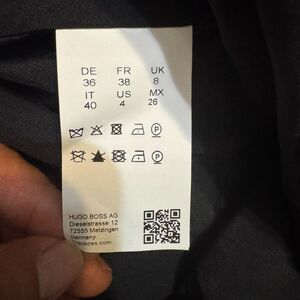 DE FR UK
36 38 8
IT US MX
40 4 26
HUGO BOSS AG
Dieselstrasse 12
72555 Metzingen
Germany